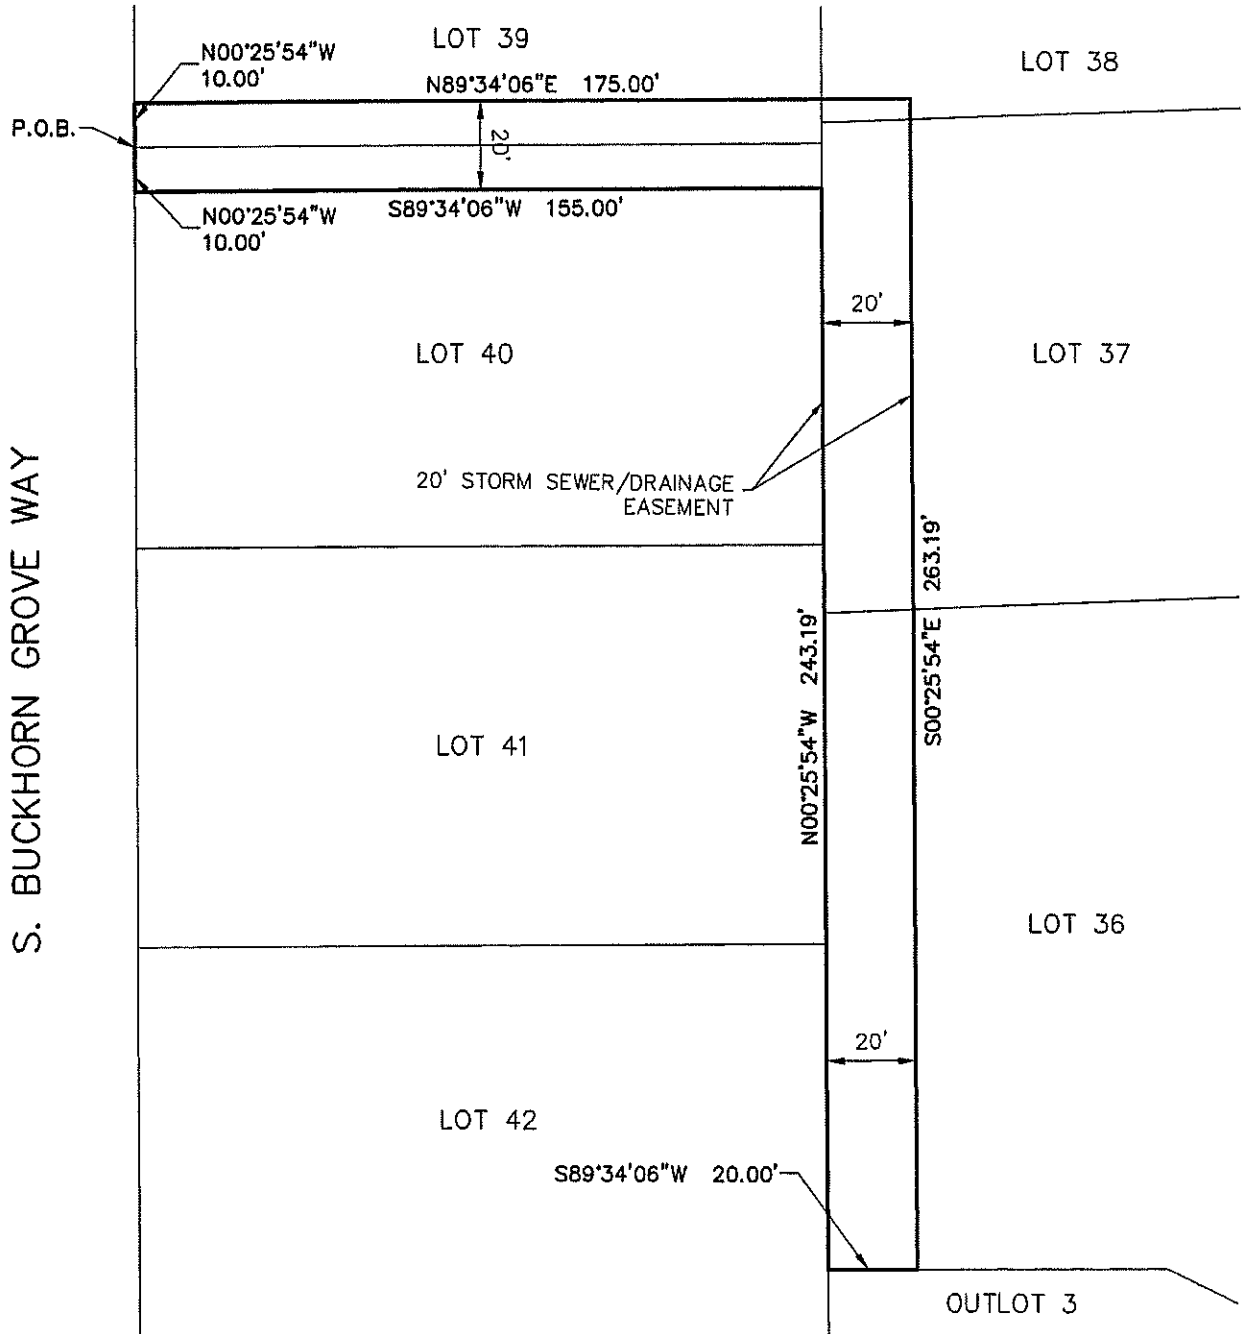 LOT 39
LOT 38
N00°25'54"W
10.00'
N89°34'06"E 175.00'
P.O.B.
20'
N00°25'54"W
10.00'
S89°34'06"W 155.00'
20'
LOT 40
LOT 37
20' STORM SEWER/DRAINAGE
EASEMENT
S. BUCKHORN GROVE WAY
N00°25'54"W 243.19'
S00°25'54"E 263.19'
LOT 41
LOT 36
20'
LOT 42
S89°34'06"W 20.00'
OUTLOT 3